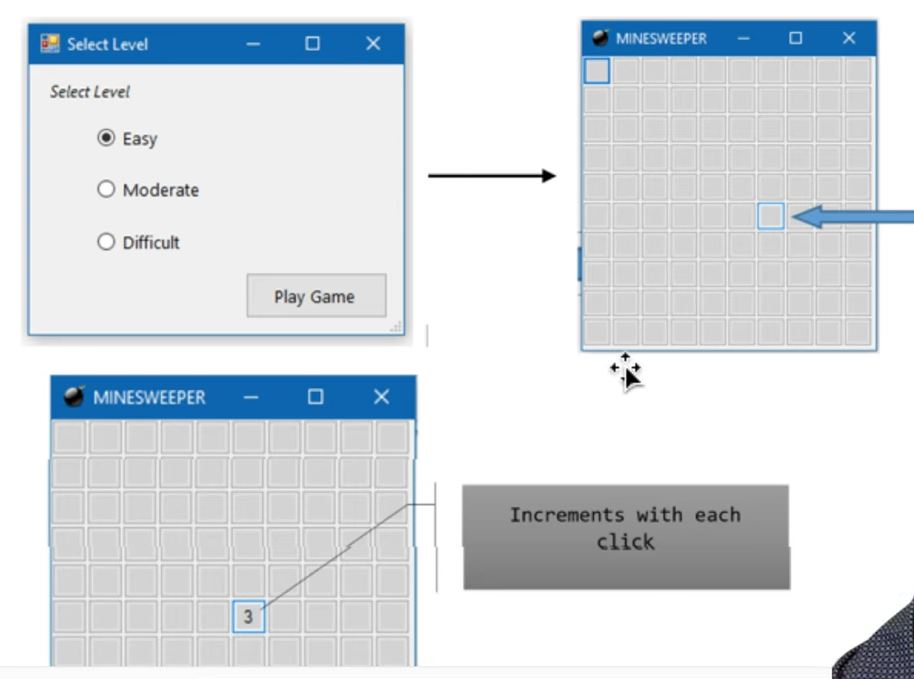 Select Level
Select Level
Easy
Moderate
Difficult
Play Game
MINESWEEPER
MINESWEEPER
3
Increments with each
click